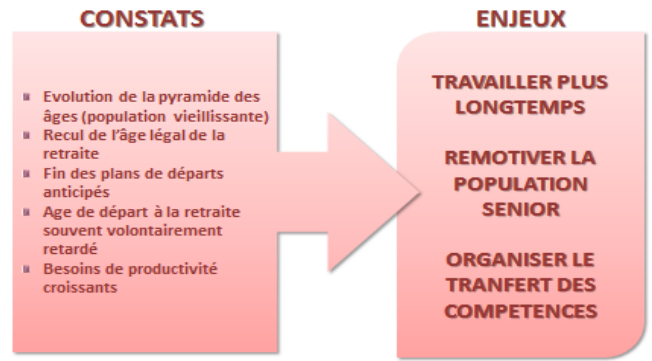 CONSTATS
▪ Evolution de la pyramide des
âges (population vieillissante)
▪ Recul de l'âge légal de la
retraite
▪ Fin des plans de départs
anticipés
▪ Age de départ à la retraite
souvent volontairement
retardé
▪ Besoins de productivité
croissants
ENJEUX
TRAVAILLER PLUS
LONGTEMPS
REMOTIVER LA
POPULATION
SENIOR
ORGANISER LE
TRANFERT DES
COMPETENCES